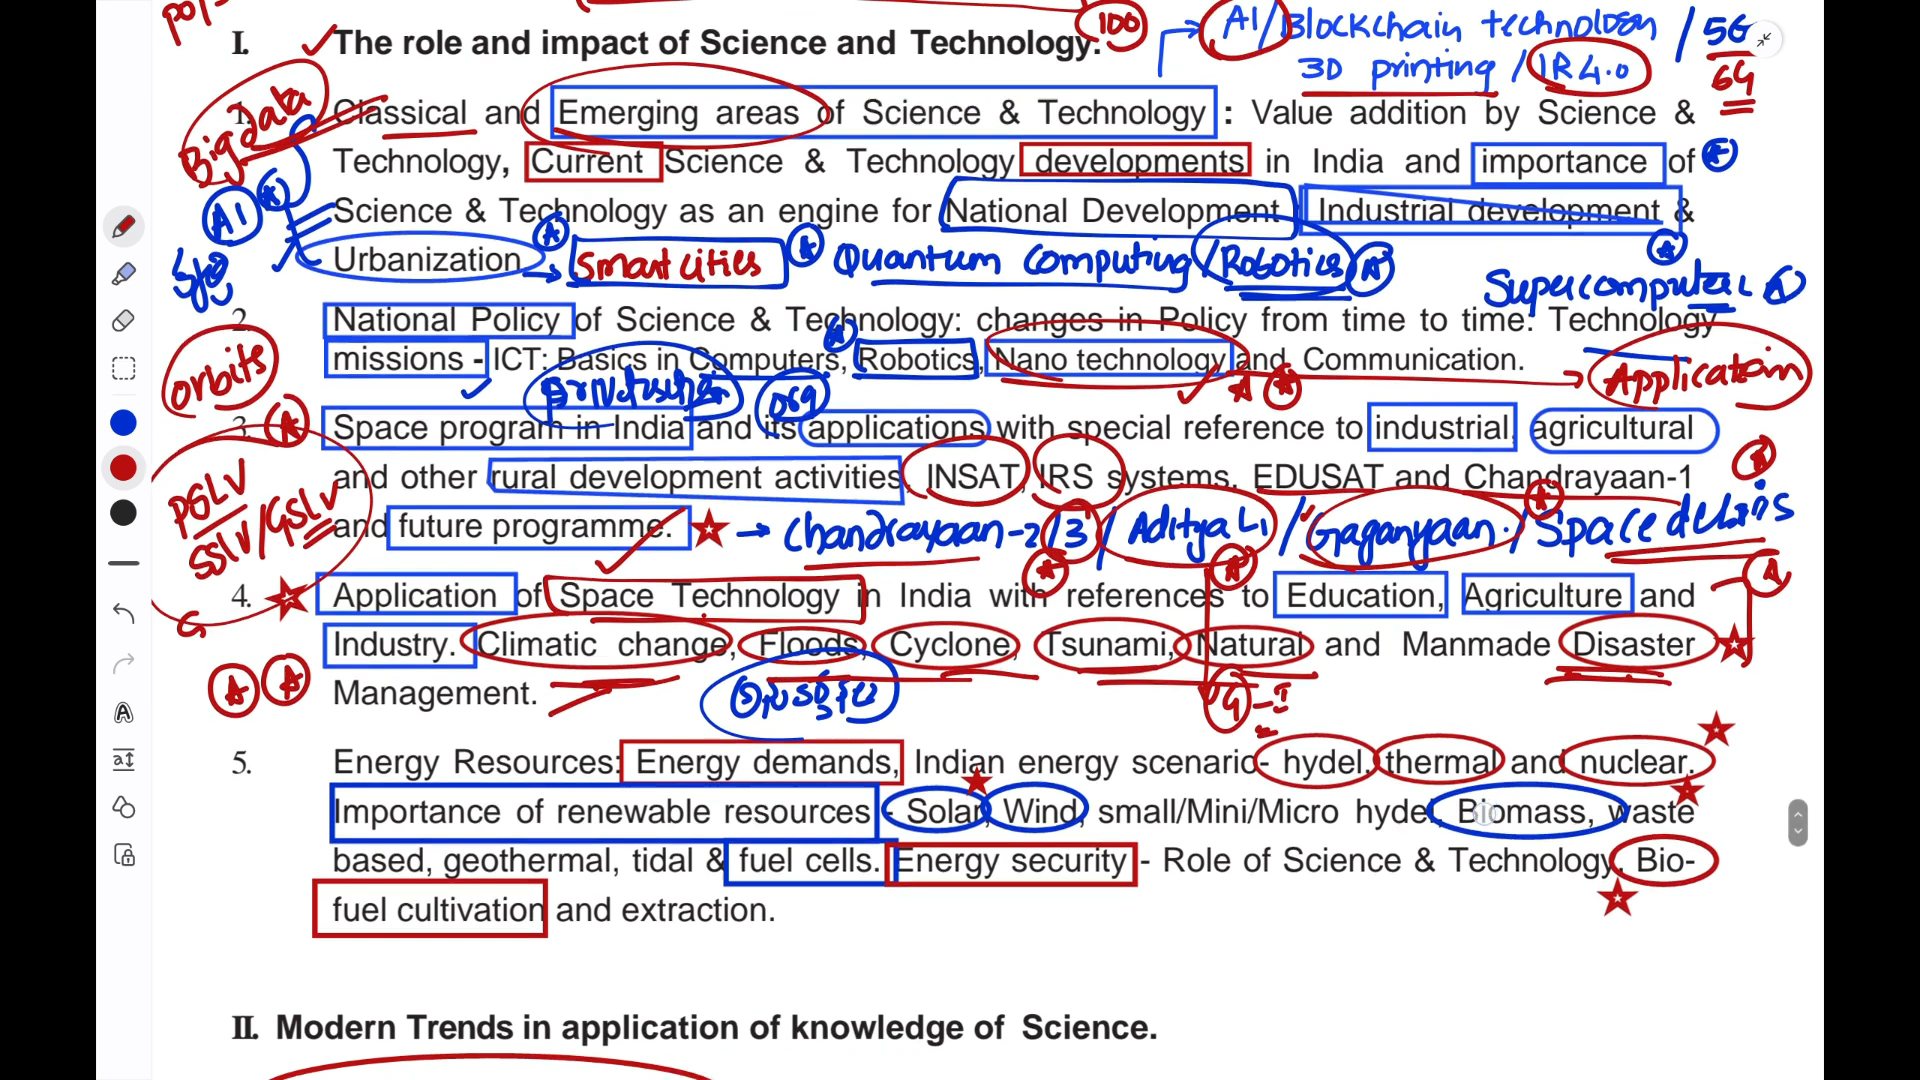 100
AI/Blockchain technology / 5G
I. The role and impact of Science and Technology.
3D printing / IR 4.0
6G
Big data
1. Classical and Emerging areas of Science & Technology : Value addition by Science &
Technology, Current Science & Technology developments in India and importance of
AI
Science & Technology as an engine for National Development, Industrial development &
Urbanization → Smart cities Quantum computing / Robotics
Supercomputer
2. National Policy of Science & Technology: changes in Policy from time to time: Technology
missions - ICT: Basics in Computers, Robotics, Nano technology and Communication.
orbits
Application
3. Space program in India and its applications with special reference to industrial, agricultural
and other rural development activities, INSAT, IRS systems, EDUSAT and Chandrayaan-1
PSLV
SSLV/GSLV
and future programme. → Chandrayaan-2/3 / Aditya L1 / Gaganyaan / Space debris
4. Application of Space Technology in India with references to Education, Agriculture and
Industry. Climatic change, Floods, Cyclone, Tsunami, Natural and Manmade Disaster
Management.
5. Energy Resources: Energy demands, Indian energy scenario- hydel, thermal and nuclear.
Importance of renewable resources - Solar, Wind, small/Mini/Micro hydel, Biomass, waste
based, geothermal, tidal & fuel cells. Energy security - Role of Science & Technology, Bio-
fuel cultivation and extraction.
II. Modern Trends in application of knowledge of Science.